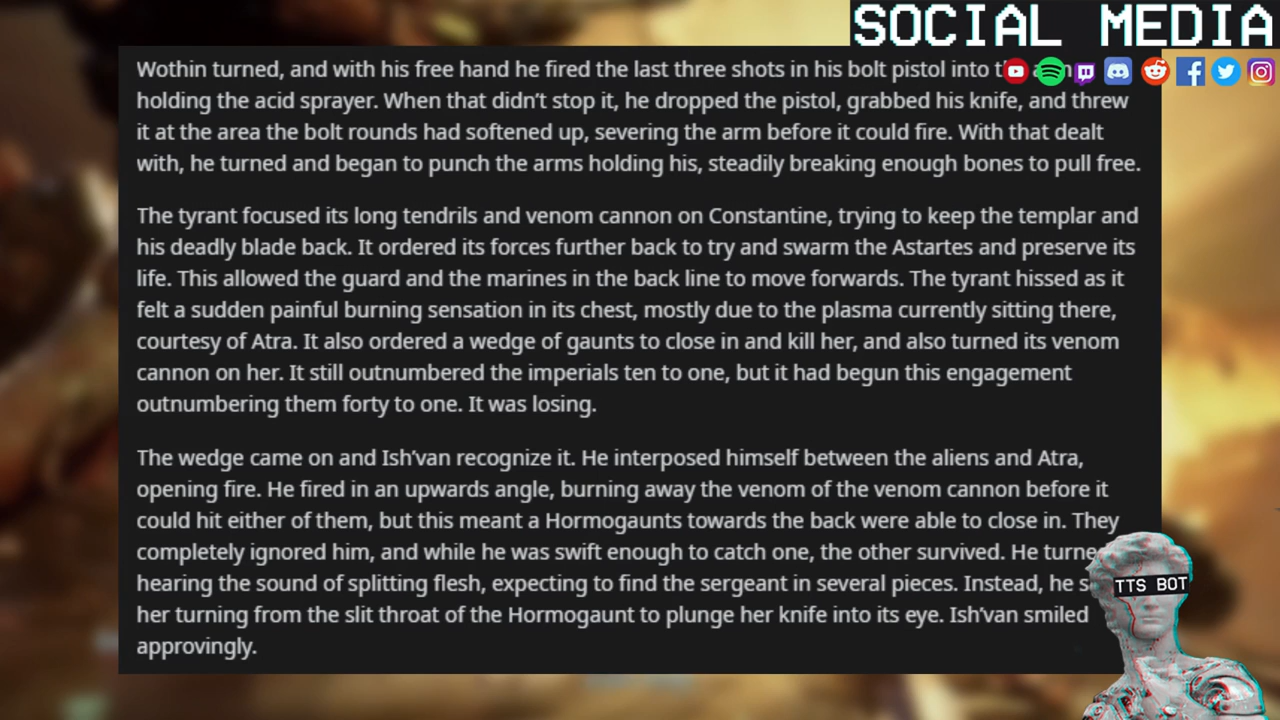 SOCIAL MEDIA
Wothin turned, and with his free hand he fired the last three shots in his bolt pistol into
holding the acid sprayer. When that didn't stop it, he dropped the pistol, grabbed his knife, and threw
it at the area the bolt rounds had softened up, severing the arm before it could fire. With that dealt
with, he turned and began to punch the arms holding his, steadily breaking enough bones to pull free.
The tyrant focused its long tendrils and venom cannon on Constantine, trying to keep the templar and
his deadly blade back. It ordered its forces further back to try and swarm the Astartes and preserve its
life. This allowed the guard and the marines in the back line to move forwards. The tyrant hissed as it
felt a sudden painful burning sensation in its chest, mostly due to the plasma currently sitting there,
courtesy of Atra. It also ordered a wedge of gaunts to close in and kill her, and also turned its venom
cannon on her. It still outnumbered the imperials ten to one, but it had begun this engagement
outnumbering them forty to one. It was losing.
The wedge came on and Ish'van recognize it. He interposed himself between the aliens and Atra,
opening fire. He fired in an upwards angle, burning away the venom of the venom cannon before it
could hit either of them, but this meant a Hormogaunts towards the back were able to close in. They
completely ignored him, and while he was swift enough to catch one, the other survived. He
hearing the sound of splitting flesh, expecting to find the sergeant in several pieces. Instead, he
her turning from the slit throat of the Hormogaunt to plunge her knife into its eye. Ish'van smiled
approvingly.
TTS BOT